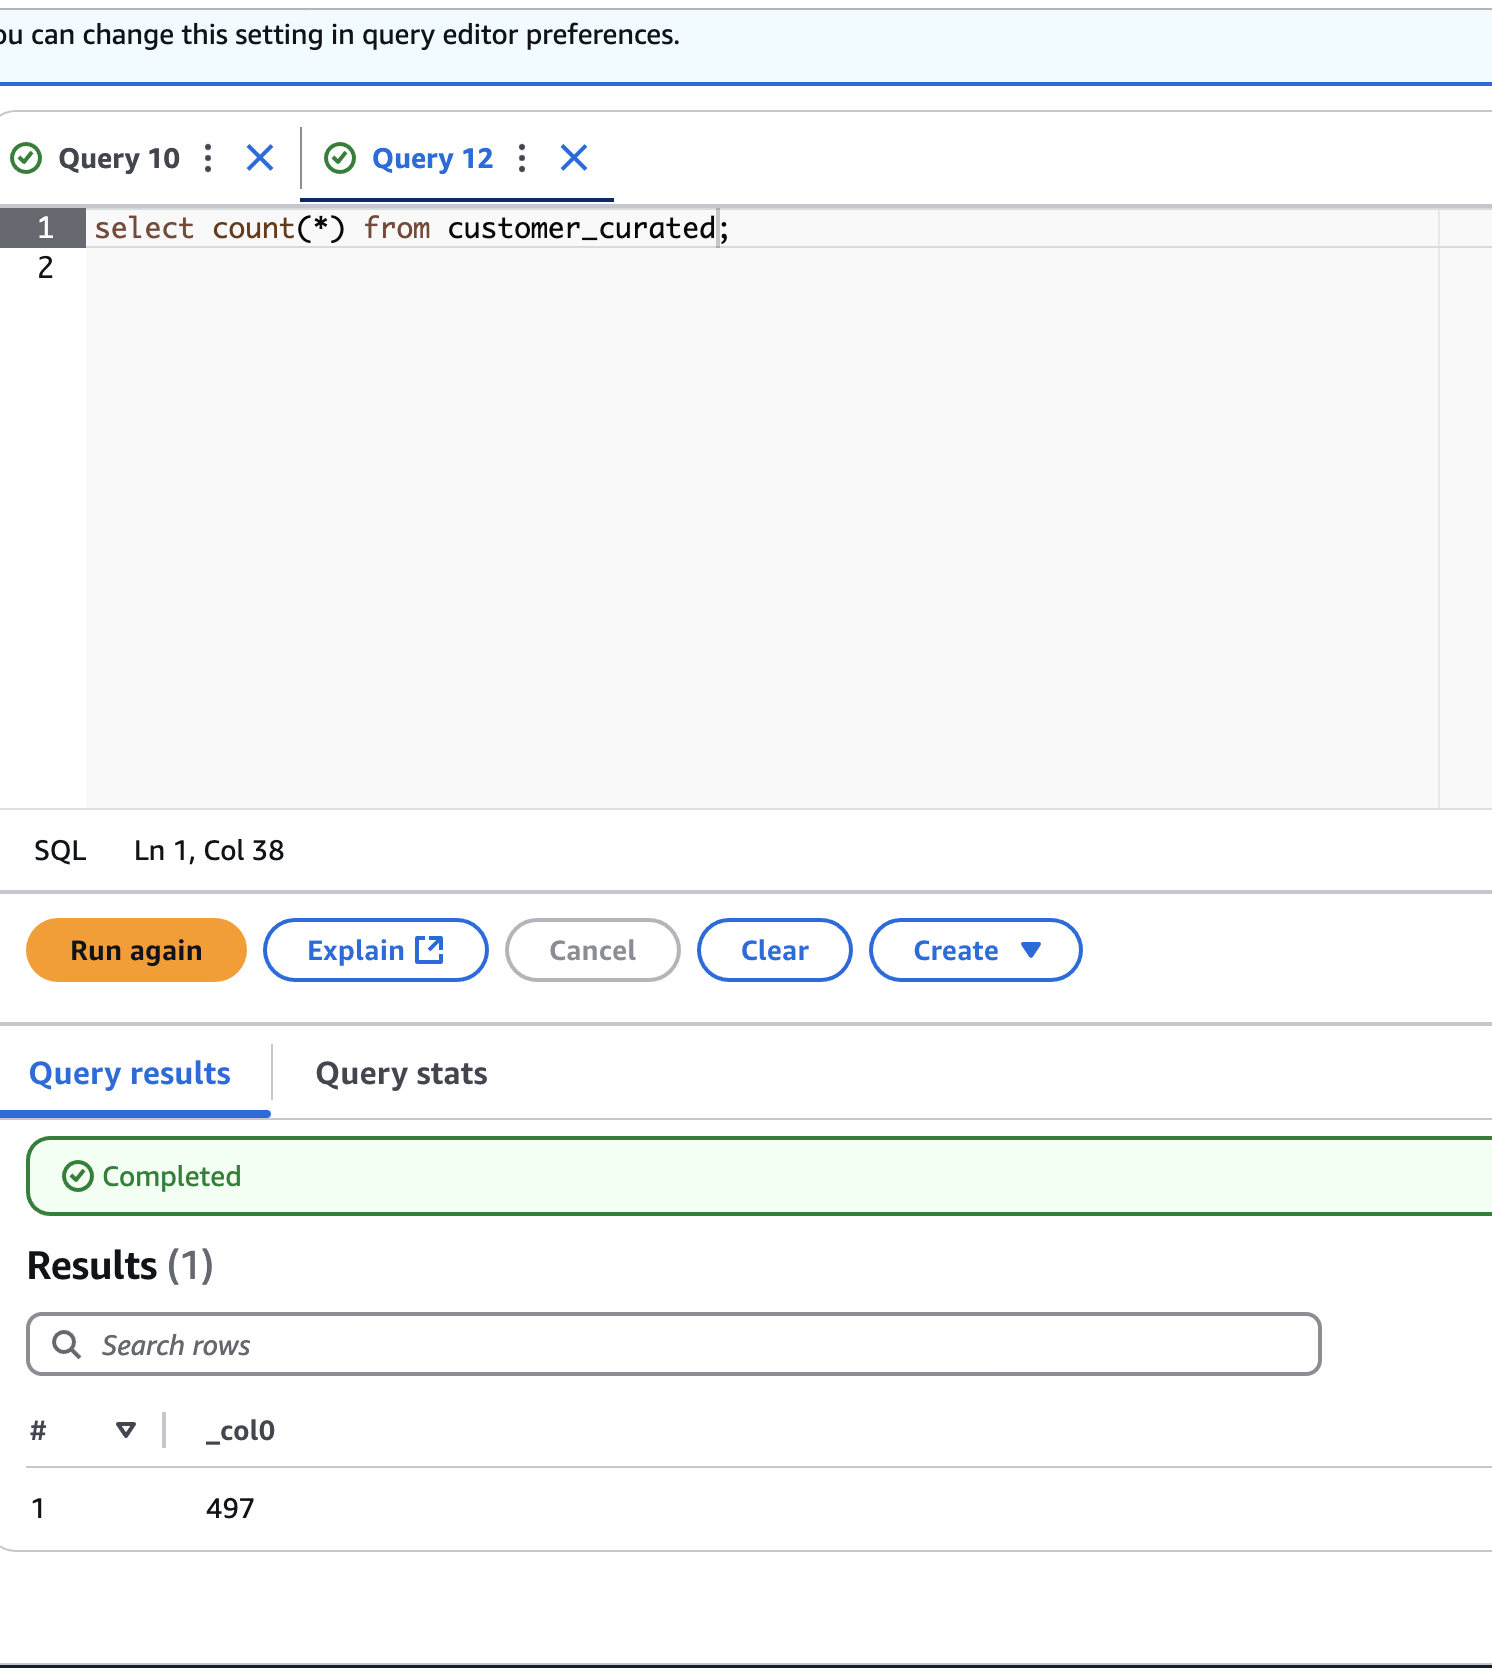 ou can change this setting in query editor preferences.
Query 10
Query 12
1 select count(*) from customer_curated;
2
SQL Ln 1, Col 38
Run again Explain Cancel Clear Create
Query results Query stats
Completed
Results (1)
Search rows
# _col0
1 497